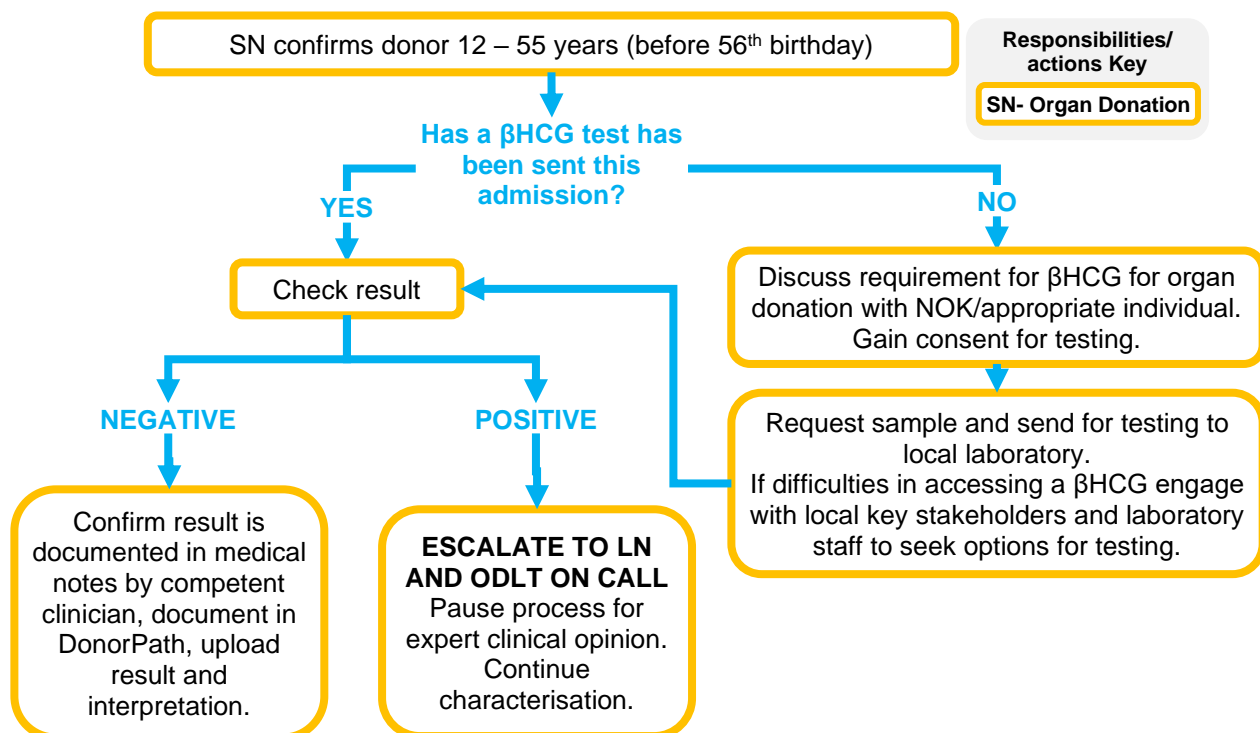 SN confirms donor 12 – 55 years (before 56th birthday)
Responsibilities/
actions Key
SN- Organ Donation
Has a βHCG test has
been sent this
admission?
YES
NO
Check result
Discuss requirement for βHCG for organ
donation with NOK/appropriate individual.
Gain consent for testing.
NEGATIVE
POSITIVE
Request sample and send for testing to
local laboratory.
If difficulties in accessing a βHCG engage
with local key stakeholders and laboratory
staff to seek options for testing.
Confirm result is
documented in medical
notes by competent
clinician, document in
DonorPath, upload
result and
interpretation.
ESCALATE TO LN
AND ODLT ON CALL
Pause process for
expert clinical opinion.
Continue
characterisation.